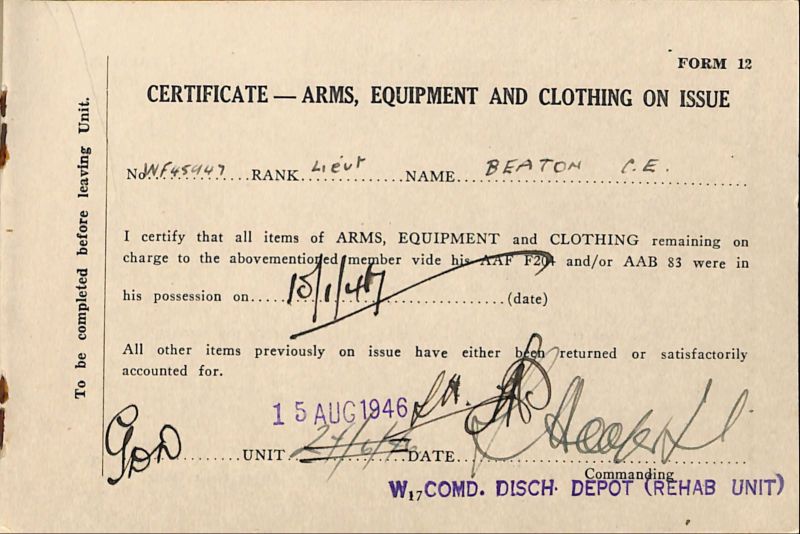 FORM 12
CERTIFICATE — ARMS, EQUIPMENT AND CLOTHING ON ISSUE
To be completed before leaving Unit.
No WF45947 RANK Lieut NAME BEATON C.E.
I certify that all items of ARMS, EQUIPMENT and CLOTHING remaining on
charge to the abovementioned member vide his AAF F20 and/or AAB 83 were in
his possession on 15/1/47 (date)
All other items previously on issue have either been returned or satisfactorily
accounted for.
15 AUG 1946
UNIT DATE
Commanding
W.17 COMD. DISCH. DEPOT (REHAB UNIT)